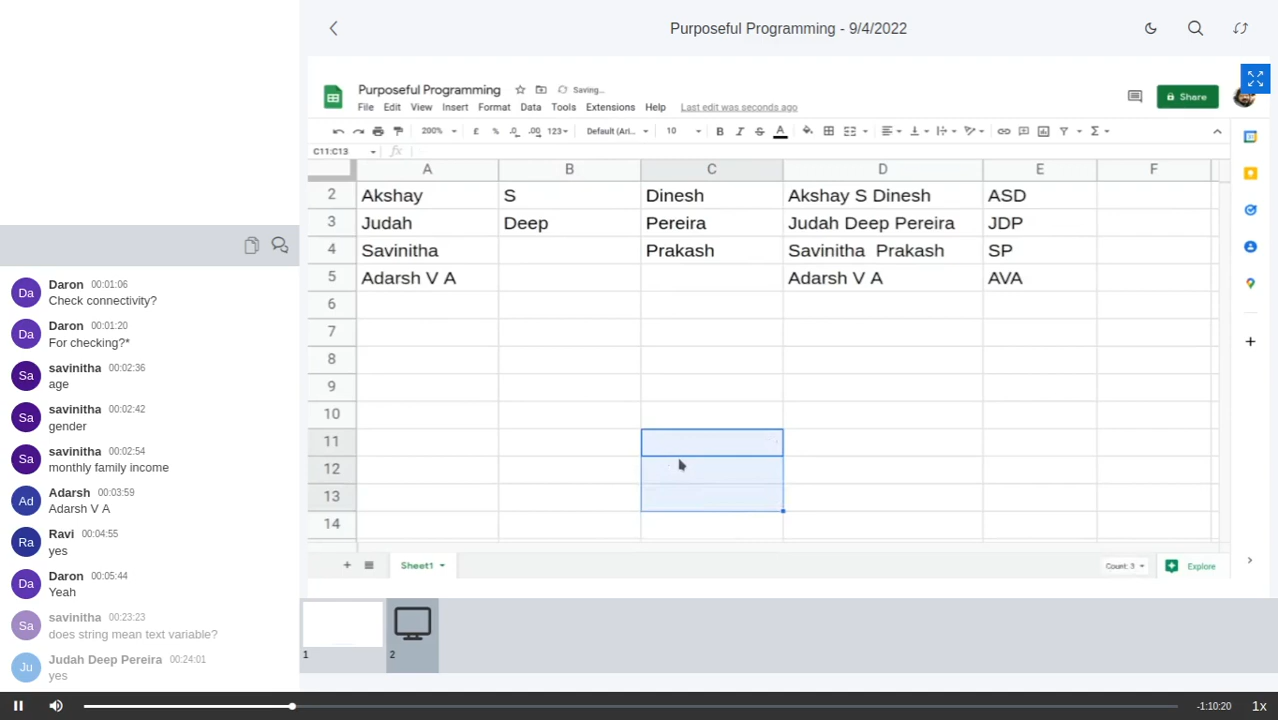 Purposeful Programming - 9/4/2022
Purposeful Programming Saving...
File Edit View Insert Format Data Tools Extensions Help Last edit was seconds ago
Share
200% £ % .0 .00 123 Default (Ari... 10 B I S A
C11:C13 fx
A B C D E F
2 Akshay S Dinesh Akshay S Dinesh ASD
3 Judah Deep Pereira Judah Deep Pereira JDP
4 Savinitha Prakash Savinitha  Prakash SP
5 Adarsh V A Adarsh V A AVA
6
7
8
9
10
11
12
13
14
Sheet1 Count: 3 Explore
Da Daron 00:01:06
Check connectivity?
Da Daron 00:01:20
For checking?*
Sa savinitha 00:02:36
age
Sa savinitha 00:02:42
gender
Sa savinitha 00:02:54
monthly family income
Ad Adarsh 00:03:59
Adarsh V A
Ra Ravi 00:04:55
yes
Da Daron 00:05:44
Yeah
Sa savinitha 00:23:23
does string mean text variable?
Ju Judah Deep Pereira 00:24:01
yes
1 2
-1:10:20 1x